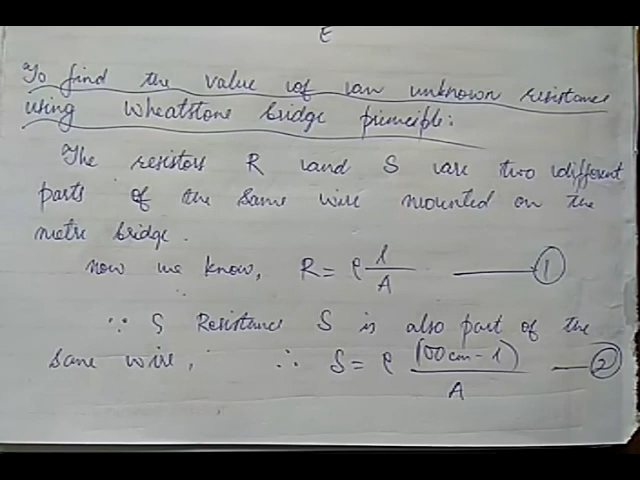 E
To find the value of an unknown resistance
using Wheatstone bridge principle:
The resistors R and S are two different
parts of the same wire mounted on the
metre bridge.
now we know, R = ρ l/A —— ①
∵ S Resistance S is also part of the
same wire, ∴ S = ρ (100cm - l)/A —— ②